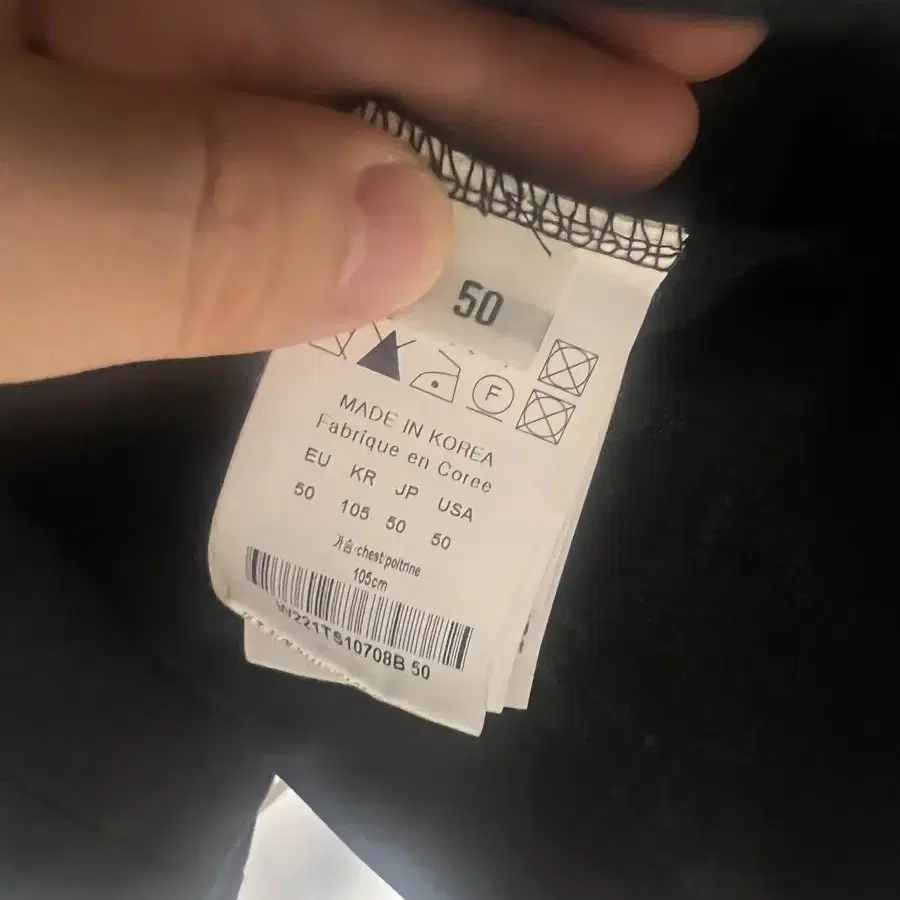 50
F
MADE IN KOREA
Fabrique en Coree
EU KR JP USA
50 105 50 50
가슴·chest/poitrine
105cm
W221TS10708B 50